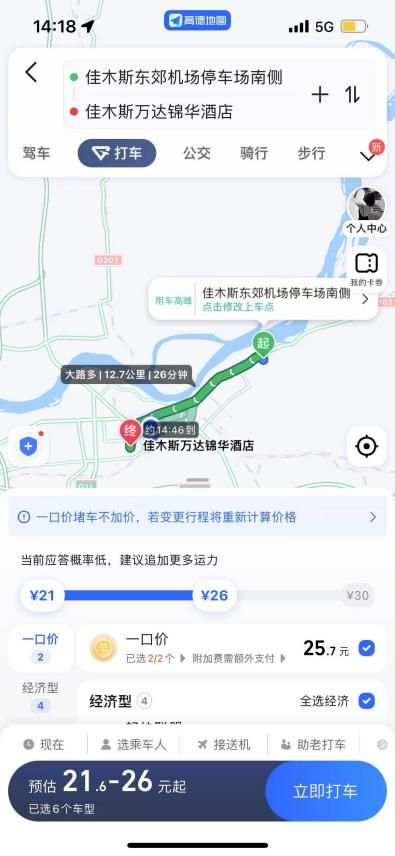 14:18
高德地图
5G
佳木斯东郊机场停车场南侧
佳木斯万达锦华酒店
驾车
打车
公交
骑行
步行
新
个人中心
我的卡券
G201
用车高峰
佳木斯东郊机场停车场南侧
点击修改上车点
起
大路多 | 12.7公里 | 26分钟
终
约14:46到
佳木斯万达锦华酒店
G11
一口价堵车不加价，若变更行程将重新计算价格
当前应答概率低，建议追加更多运力
¥21
¥26
¥30
一口价
2
一口价
已选2/2个
附加费需额外支付
25.7 元
经济型
4
经济型 4
全选经济
现在
选乘车人
接送机
助老打车
预估 21.6-26 元起
已选6个车型
立即打车